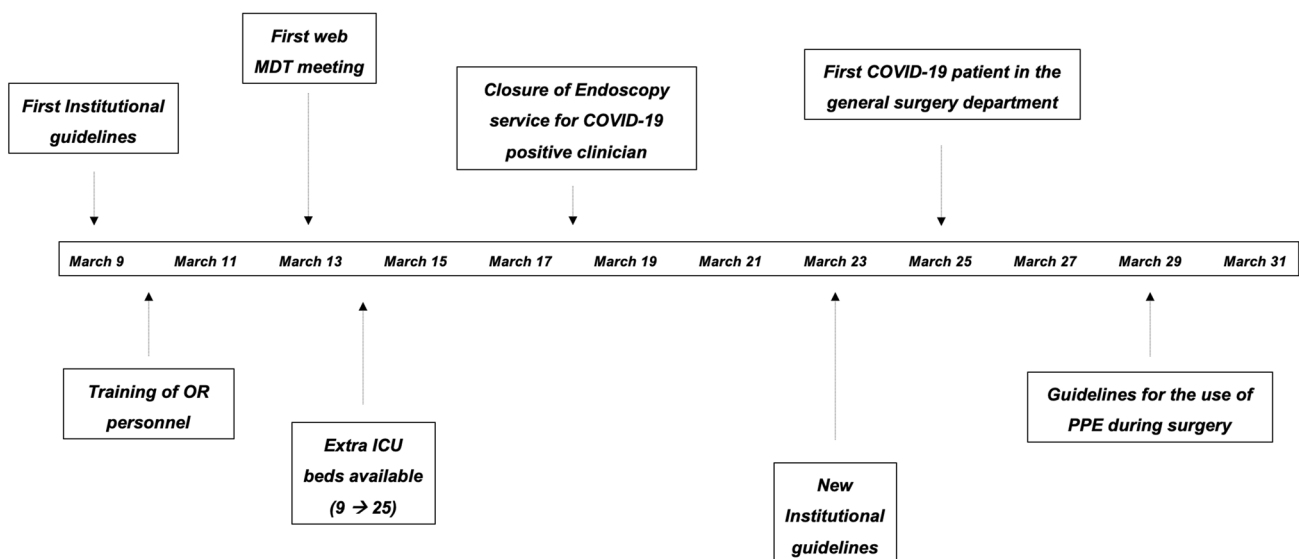 First web
MDT meeting
First COVID-19 patient in the
general surgery department
Closure of Endoscopy
service for COVID-19
positive clinician
First Institutional
guidelines
March 9 March 11 March 13 March 15 March 17 March 19 March 21 March 23 March 25 March 27 March 29 March 31
Training of OR
personnel
Guidelines for the use of
PPE during surgery
Extra ICU
beds available
(9 → 25)
New
Institutional
guidelines